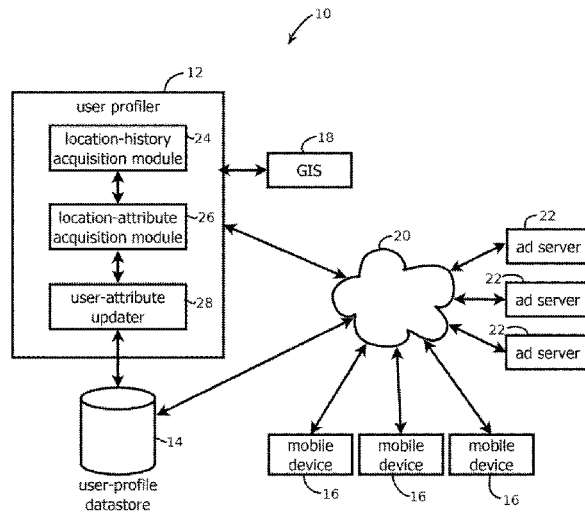 10
12
user profiler
location-history
acquisition module
24
18
GIS
location-attribute
acquisition module
26
22
ad server
20
22
ad server
user-attribute
updater
28
22
ad server
14
user-profile
datastore
mobile
device
16
mobile
device
16
mobile
device
16